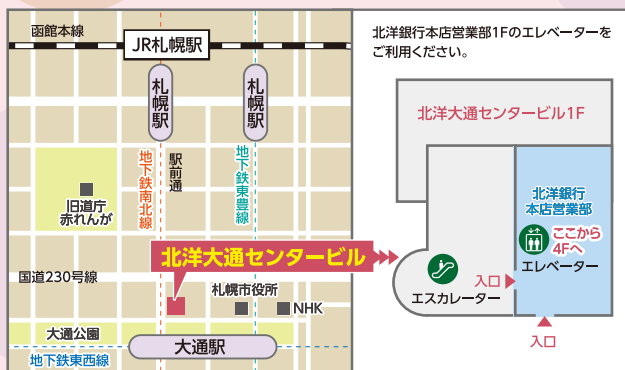 函館本線
JR札幌駅
札幌駅
札幌駅
地下鉄南北線
駅前通
地下鉄東豊線
旧道庁
赤れんが
北洋大通センタービル
国道230号線
札幌市役所
NHK
大通公園
大通駅
地下鉄東西線
北洋銀行本店営業部1Fのエレベーターを
ご利用ください。
北洋大通センタービル1F
北洋銀行
本店営業部
ここから
4Fへ
エレベーター
入口
エスカレーター
入口